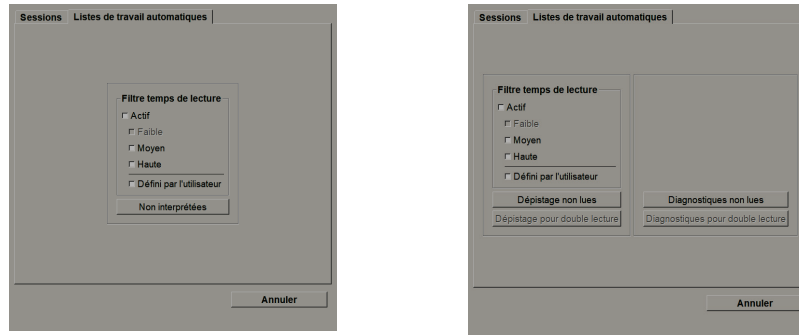 Sessions Listes de travail automatiques
Filtre temps de lecture
Actif
Faible
Moyen
Haute
Défini par l'utilisateur
Non interprétées
Annuler
Sessions Listes de travail automatiques
Filtre temps de lecture
Actif
Faible
Moyen
Haute
Défini par l'utilisateur
Dépistage non lues
Diagnostiques non lues
Dépistage pour double lecture
Diagnostiques pour double lecture
Annuler